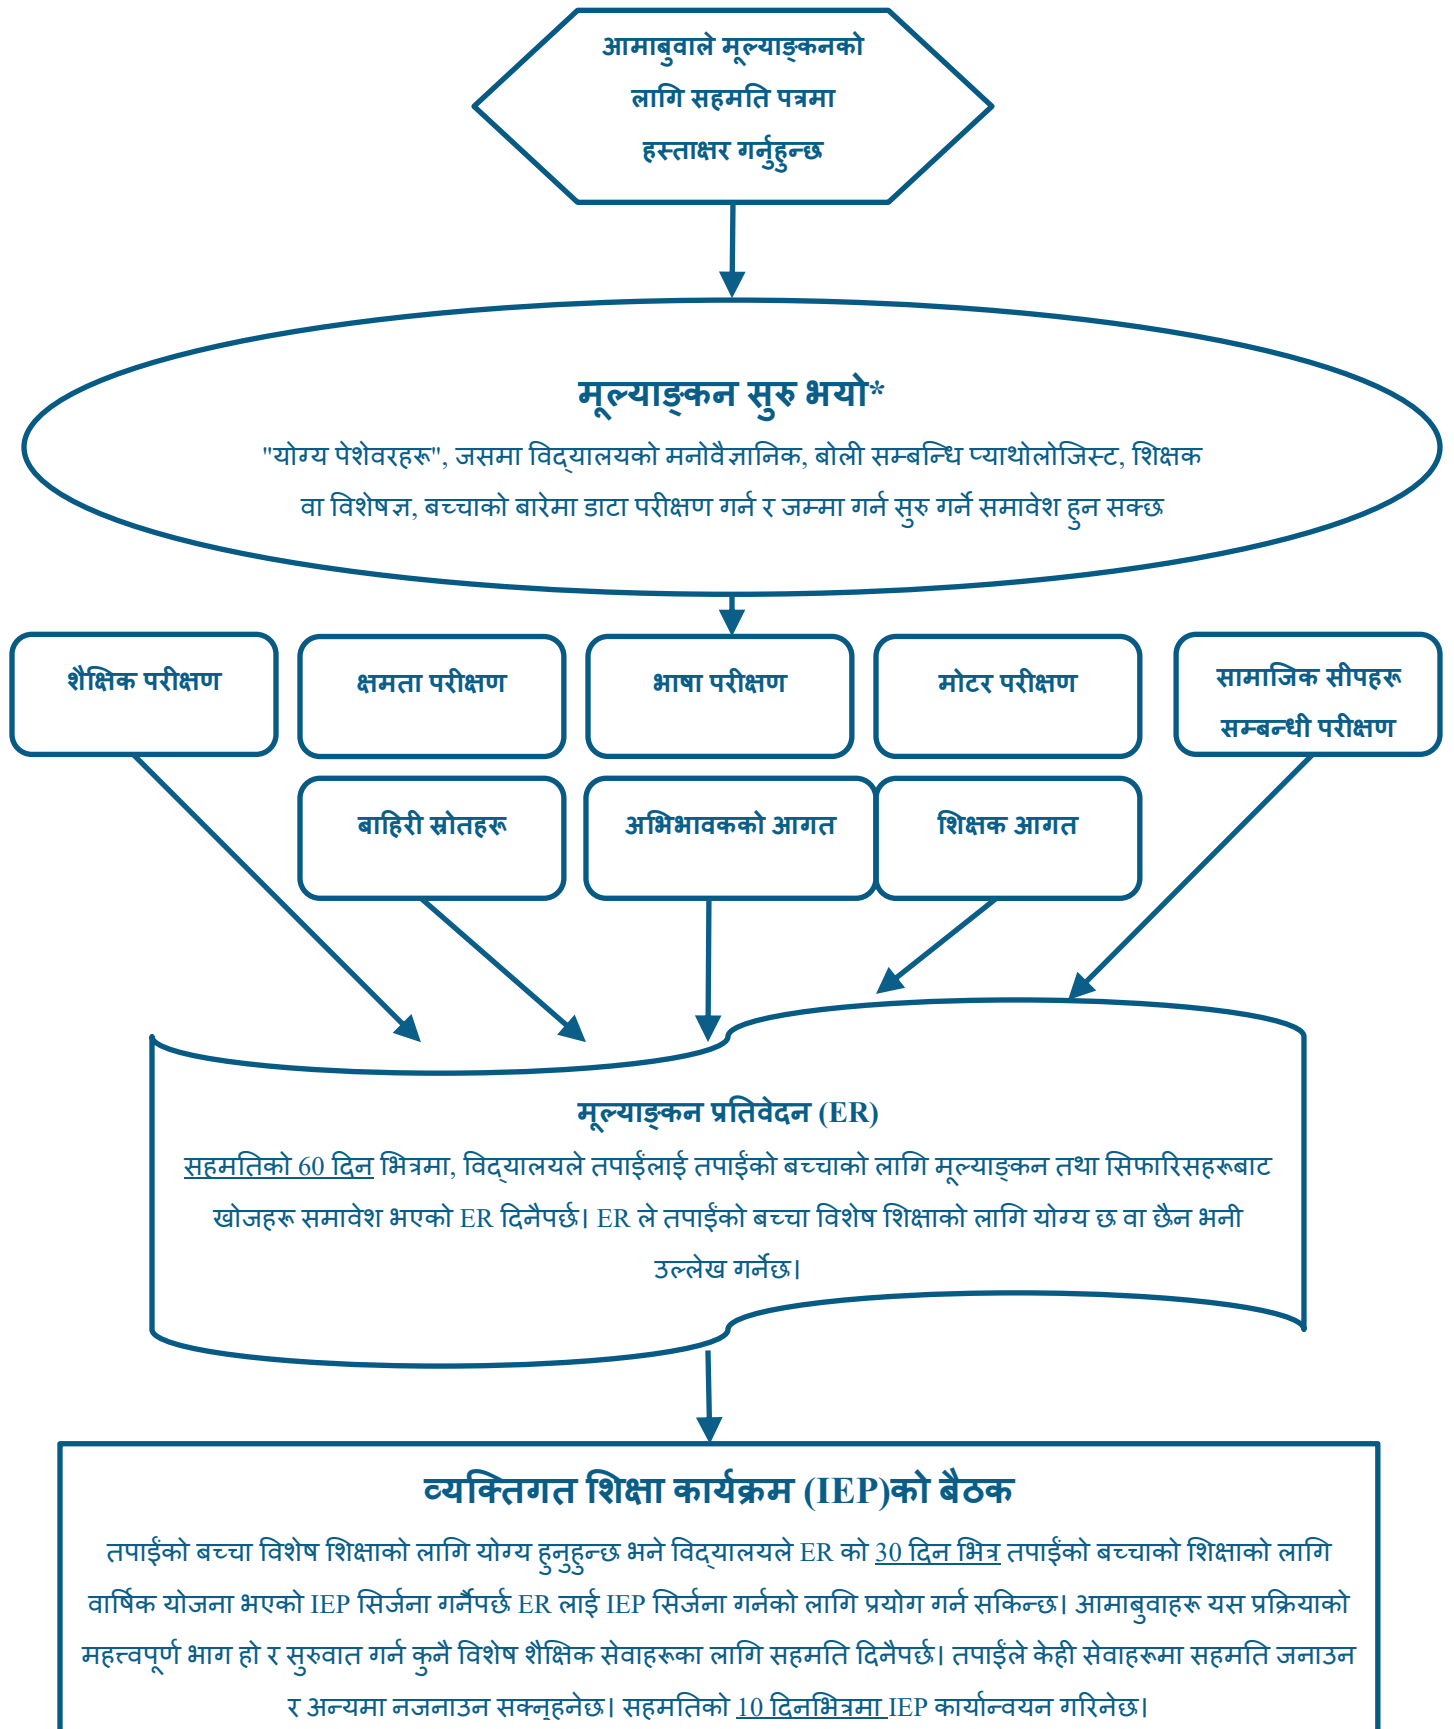 आमाबुवाले मूल्याङ्कनको
लागि सहमति पत्रमा
हस्ताक्षर गर्नुहुन्छ
मूल्याङ्कन सुरु भयो*
"योग्य पेशेवरहरू", जसमा विद्यालयको मनोवैज्ञानिक, बोली सम्बन्धि प्याथोलोजिस्ट, शिक्षक
वा विशेषज्ञ, बच्चाको बारेमा डाटा परीक्षण गर्न र जम्मा गर्न सुरु गर्ने समावेश हुन सक्छ
शैक्षिक परीक्षण
क्षमता परीक्षण
भाषा परीक्षण
मोटर परीक्षण
सामाजिक सीपहरू
सम्बन्धी परीक्षण
बाहिरी स्रोतहरू
अभिभावकको आगत
शिक्षक आगत
मूल्याङ्कन प्रतिवेदन (ER)
सहमतिको 60 दिन भित्रमा, विद्यालयले तपाईंलाई तपाईंको बच्चाको लागि मूल्याङ्कन तथा सिफारिसहरूबाट
खोजहरू समावेश भएको ER दिनैपर्छ। ER ले तपाईंको बच्चा विशेष शिक्षाको लागि योग्य छ वा छैन भनी
उल्लेख गर्नेछ।
व्यक्तिगत शिक्षा कार्यक्रम (IEP)को बैठक
तपाईंको बच्चा विशेष शिक्षाको लागि योग्य हुनुहुन्छ भने विद्यालयले ER को 30 दिन भित्र तपाईंको बच्चाको शिक्षाको लागि
वार्षिक योजना भएको IEP सिर्जना गर्नैपर्छ ER लाई IEP सिर्जना गर्नको लागि प्रयोग गर्न सकिन्छ। आमाबुवाहरू यस प्रक्रियाको
महत्त्वपूर्ण भाग हो र सुरुवात गर्न कुनै विशेष शैक्षिक सेवाहरूका लागि सहमति दिनैपर्छ। तपाईंले केही सेवाहरूमा सहमति जनाउन
र अन्यमा नजनाउन सक्नुहनेछ। सहमतिको 10 दिनभित्रमा IEP कार्यान्वयन गरिनेछ।